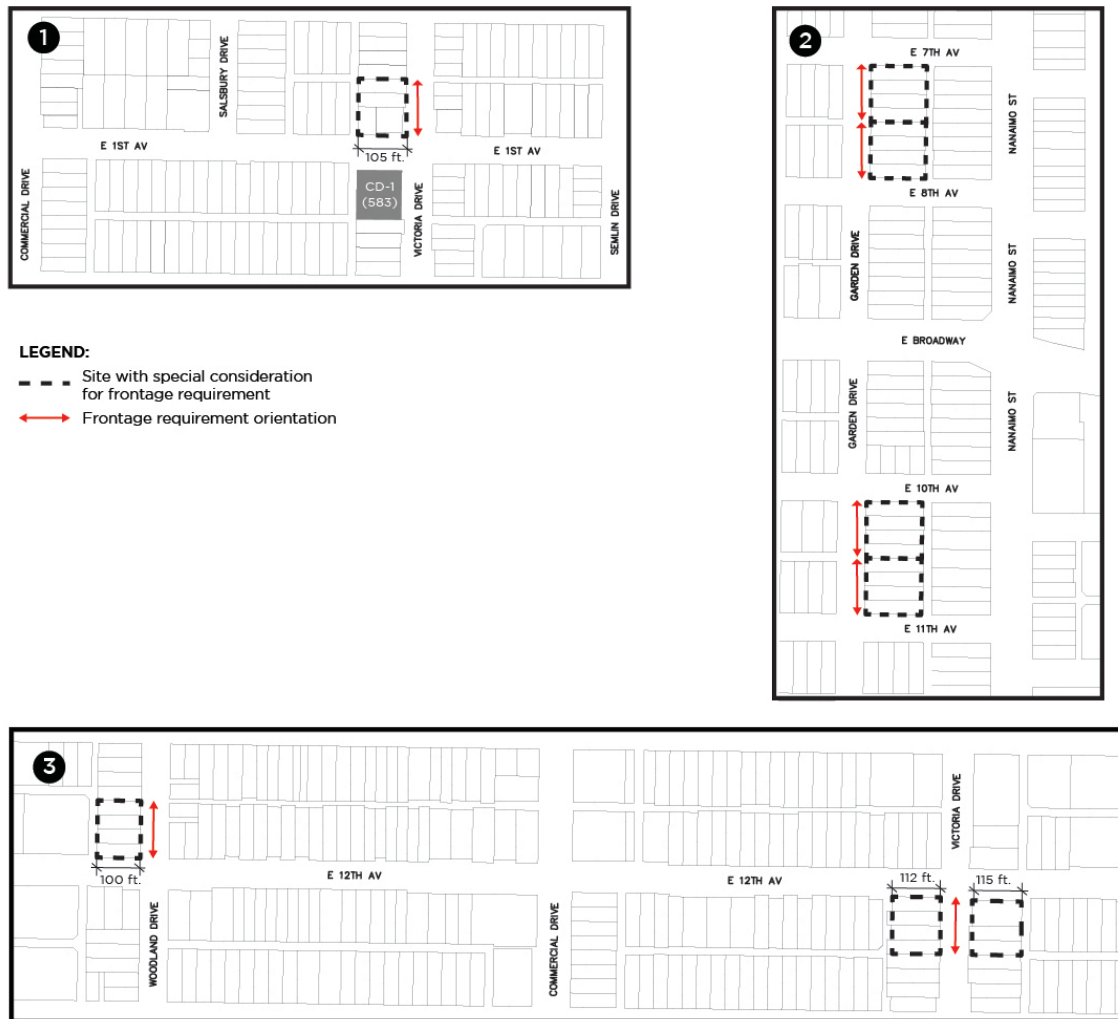 1
SALSBURY DRIVE
E 1ST AV
E 1ST AV
105 ft.
CD-1
(583)
COMMERCIAL DRIVE
VICTORIA DRIVE
SEMLIN DRIVE
LEGEND:
Site with special consideration
for frontage requirement
Frontage requirement orientation
2
E 7TH AV
NANAIMO ST
E 8TH AV
GARDEN DRIVE
NANAIMO ST
E BROADWAY
GARDEN DRIVE
NANAIMO ST
E 10TH AV
E 11TH AV
3
VICTORIA DRIVE
100 ft.
E 12TH AV
E 12TH AV
112 ft.
115 ft.
WOODLAND DRIVE
COMMERCIAL DRIVE